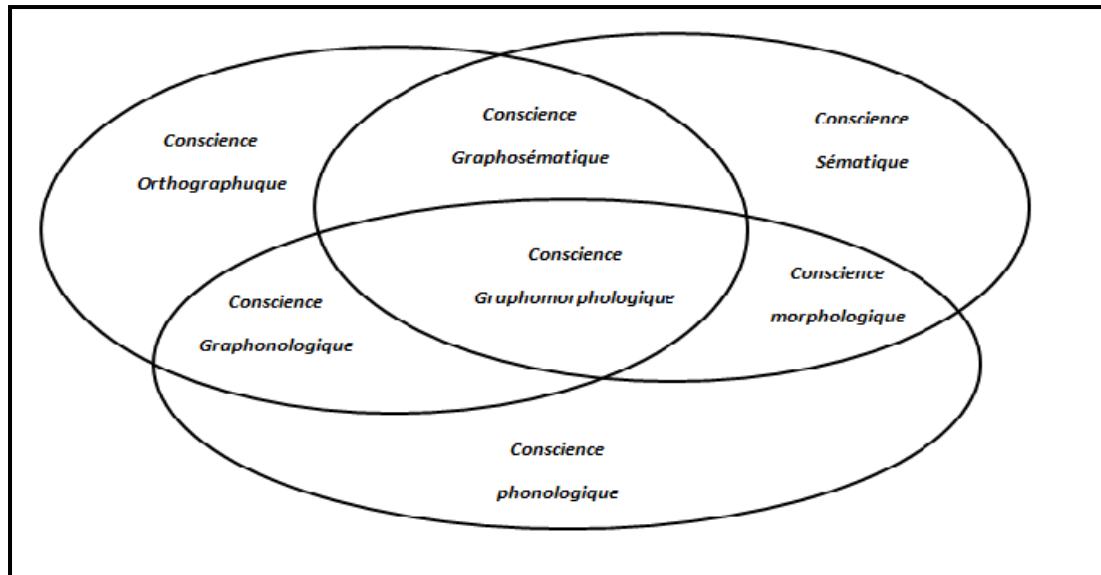 Conscience
Orthographuque
Conscience
Graphosématique
Conscience
Sématique
Conscience
Graphonologique
Conscience
Graphomorphologique
Conscience
morphologique
Conscience
phonologique